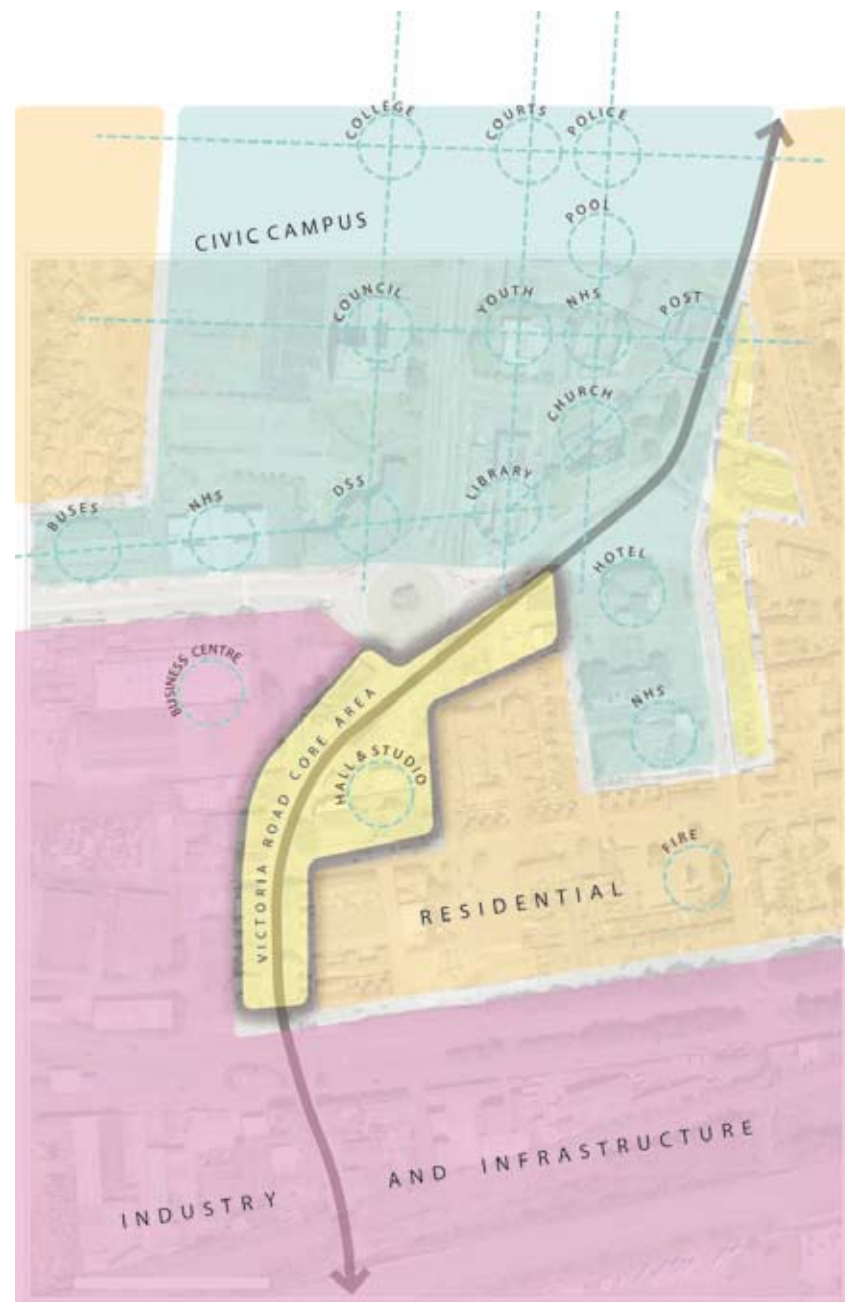 COLLEGE
COURTS
POLICE
POOL
CIVIC CAMPUS
COUNCIL
YOUTH
NHS
POST
CHURCH
BUSES
NHS
DSS
LIBRARY
HOTEL
BUSINESS CENTRE
NHS
VICTORIA ROAD CORE AREA
HALL & STUDIO
FIRE
RESIDENTIAL
INDUSTRY AND INFRASTRUCTURE